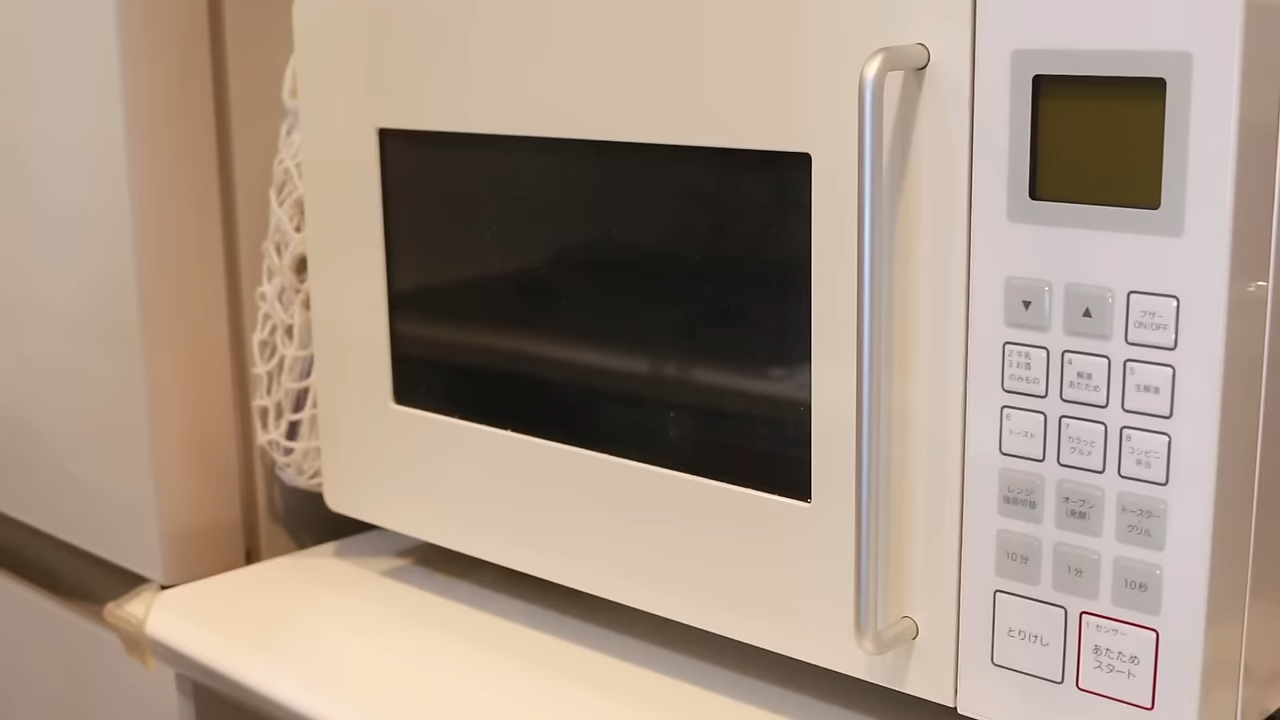 ▼
▲
ブザー
ON/OFF
2 牛乳
3 お酒
のみもの
4
解凍
あたため
5
生解凍
6
トースト
7
カラっと
グルメ
8
コンビニ
弁当
レンジ
強弱切替
オーブン
(発酵)
トースター
グリル
10分
1分
10秒
とりけし
1 センサー
あたため
スタート